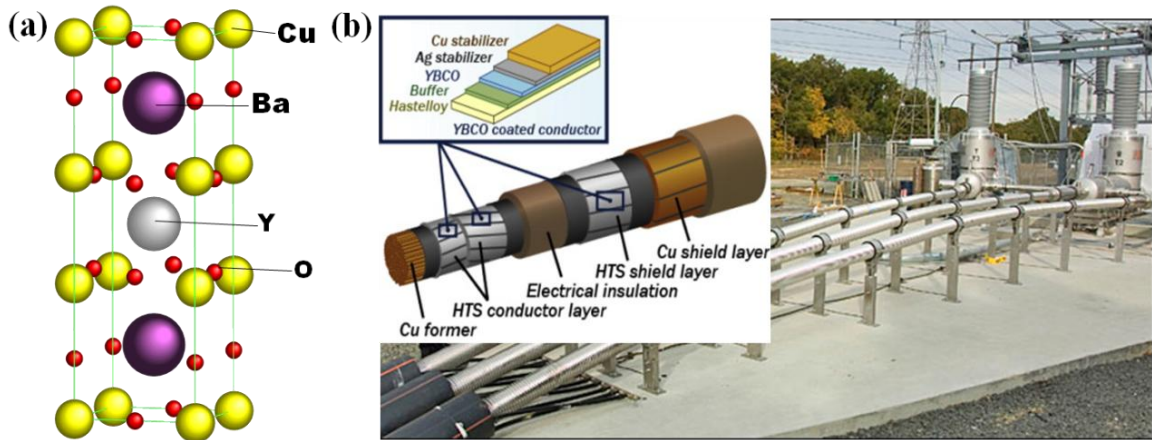 (a)
Cu
Ba
Y
O
(b)
Cu stabilizer
Ag stabilizer
YBCO
Buffer
Hastelloy
YBCO coated conductor
Cu shield layer
HTS shield layer
Electrical insulation
HTS conductor layer
Cu former
T2